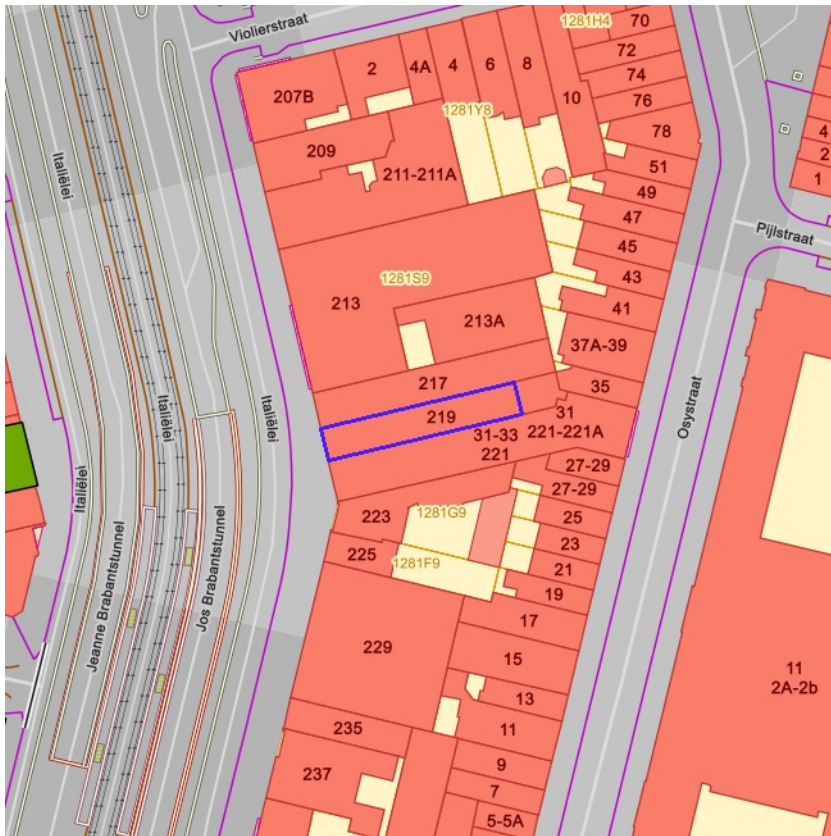 Violierstraat
1281H4
70
72
74
76
78
207B
2
4A
4
6
8
10
1281Y8
209
211-211A
51
49
47
45
43
41
37A-39
35
4
2
1
Pijlstraat
Italiëlei
Italiëlei
1281S9
213
213A
217
219
31
31-33
221-221A
221
27-29
27-29
25
23
21
19
17
15
13
11
9
7
5-5A
Osystraat
Italiëlei
Italiëlei
Italiëlei
223
1281G9
225
1281F9
229
235
237
Jeanne Brabantstunnel
Jos Brabantstunnel
11
2A-2b